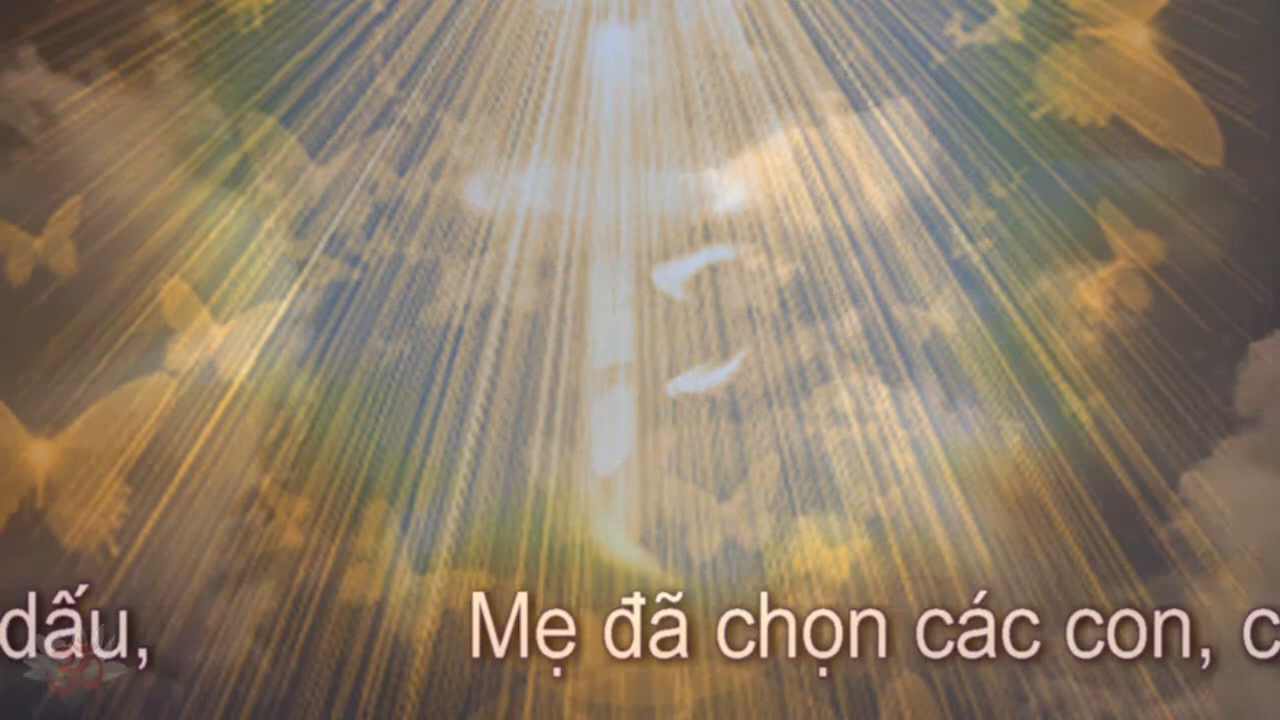 dấu, Mẹ đã chọn các con, c